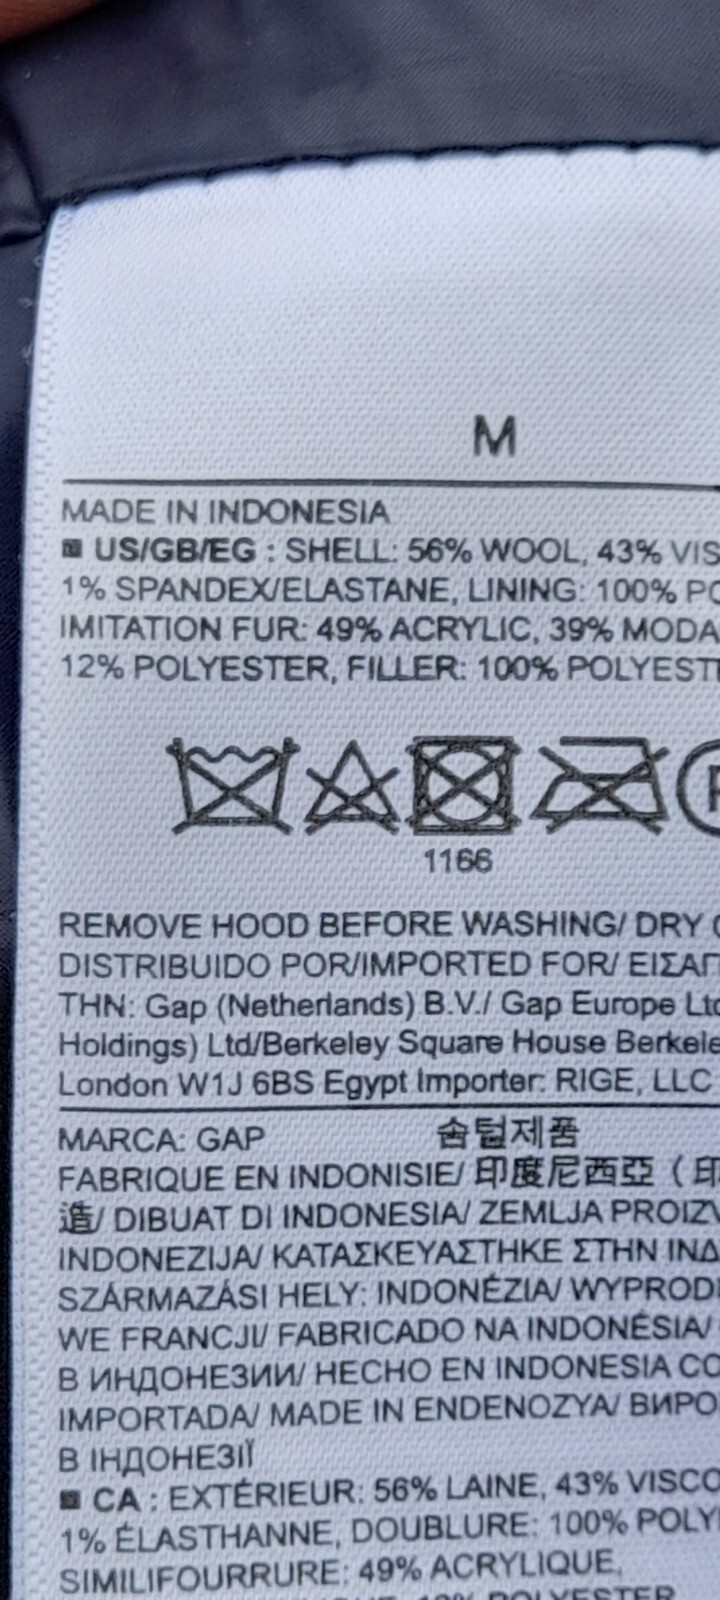 M
MADE IN INDONESIA
US/GB/EG : SHELL: 56% WOOL, 43% VIS
1% SPANDEX/ELASTANE, LINING: 100% PO
IMITATION FUR: 49% ACRYLIC, 39% MODA
12% POLYESTER, FILLER: 100% POLYEST
1166
REMOVE HOOD BEFORE WASHING/ DRY
DISTRIBUIDO POR/IMPORTED FOR/ ΕΙΣΑΓ
ΤΗΝ: Gap (Netherlands) B.V./ Gap Europe Ltd
Holdings) Ltd/Berkeley Square House Berkele
London W1J 6BS Egypt Importer: RIGE, LLC
MARCA: GAP 솜털제품
FABRIQUE EN INDONISIE/ 印度尼西亞 ( 印
造/ DIBUAT DI INDONESIA/ ZEMLJA PROIZV
INDONEZIJA/ ΚΑΤΑΣΚΕΥΑΣΤΗΚΕ ΣΤΗΝ ΙΝΔ
SZÁRMAZÁSI HELY: INDONÉZIA/ WYPROD
WE FRANCJI/ FABRICADO NA INDONÉSIA/
В ИНДОНЕЗИИ/ HECHO EN INDONESIA CO
IMPORTADA/ MADE IN ENDENOZYA/ ВИРО
В ІНДОНЕЗІЇ
CA : EXTÉRIEUR: 56% LAINE, 43% VISCO
1% ÉLASTHANNE, DOUBLURE: 100% POLY
SIMILIFOURRURE: 49% ACRYLIQUE,